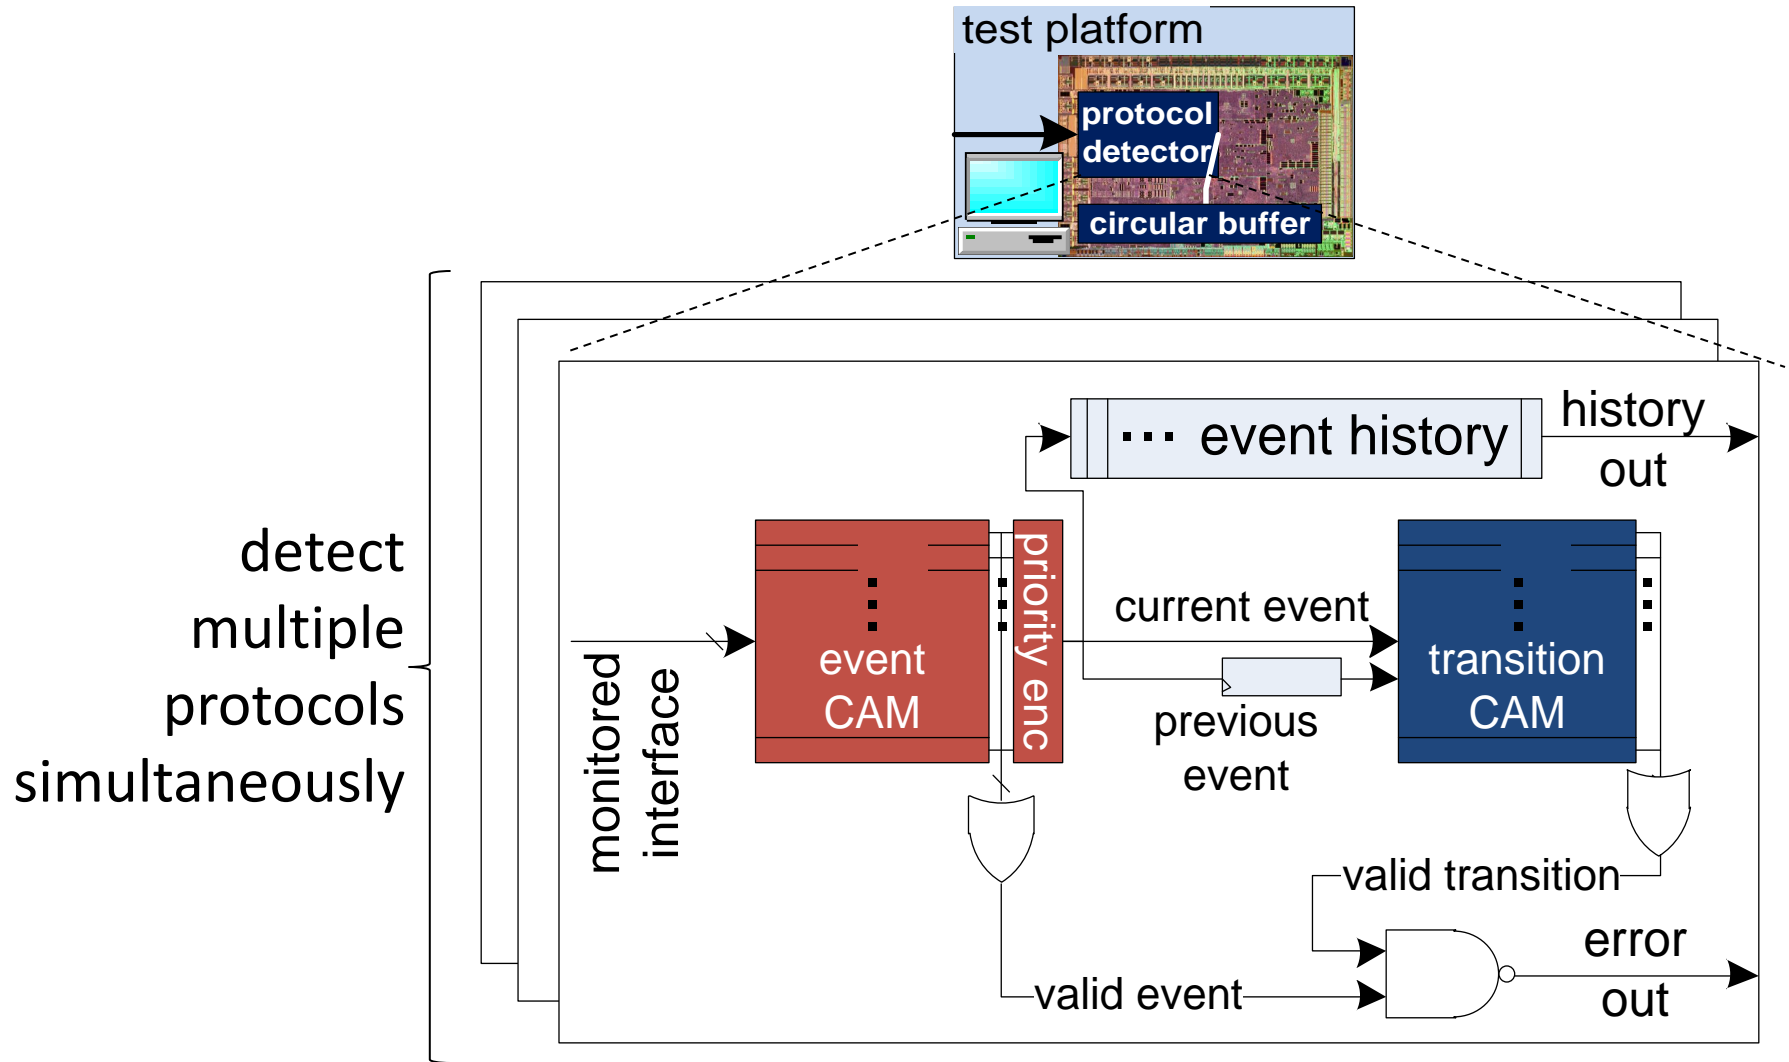 test platform
protocol
detector
circular buffer
detect
multiple
protocols
simultaneously
monitored
interface
event
CAM
priority enc
event history
history
out
current event
previous
event
transition
CAM
valid transition
valid event
error
out